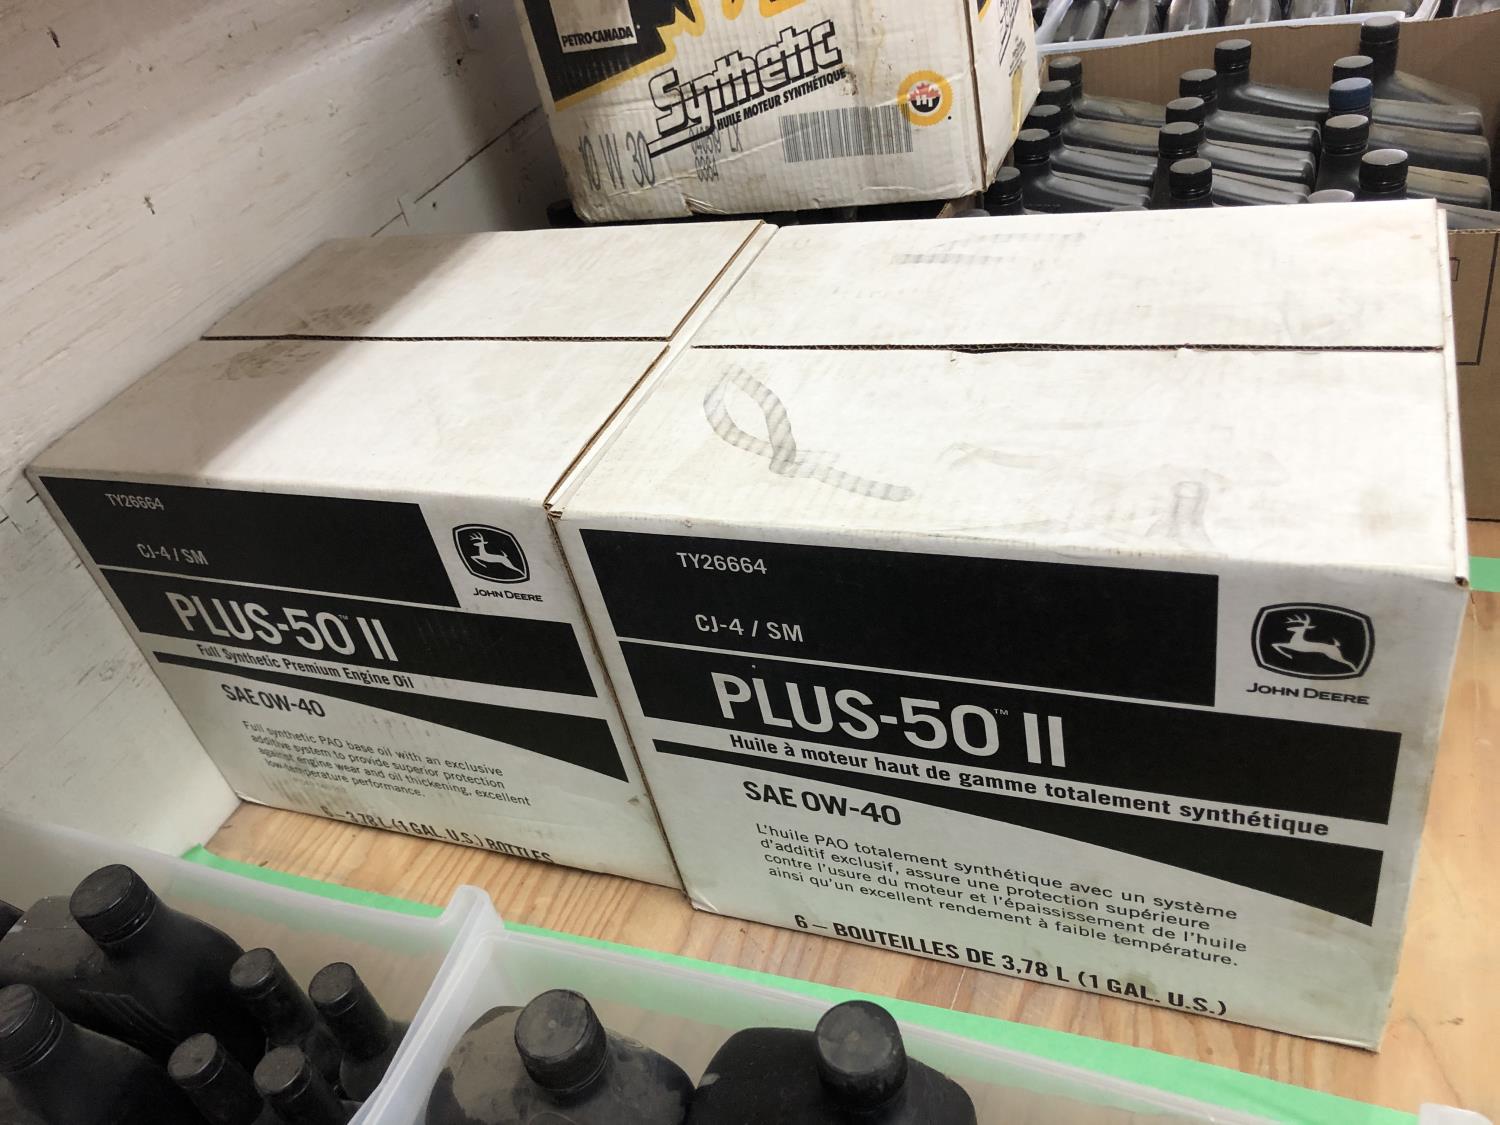 PETRO-CANADA
Synthetic
HUILE MOTEUR SYNTHÉTIQUE
10 W 30
0084
TY26664
CJ-4 / SM
JOHN DEERE
PLUS-50™ II
Full Synthetic Premium Engine Oil
SAE 0W-40
Full synthetic PAO base oil with an exclusive
additive system to provide superior protection
against engine wear and oil thickening, excellent
low-temperature performance.
6–3.78 L (1 GAL. U.S.) BOTTLES
TY26664
CJ-4 / SM
JOHN DEERE
PLUS-50™ II
Huile à moteur haut de gamme totalement synthétique
SAE 0W-40
L'huile PAO totalement synthétique avec un système
d'additif exclusif, assure une protection supérieure
contre l'usure du moteur et l'épaississement de l'huile
ainsi qu'un excellent rendement à faible température.
6 – BOUTEILLES DE 3,78 L (1 GAL. U.S.)